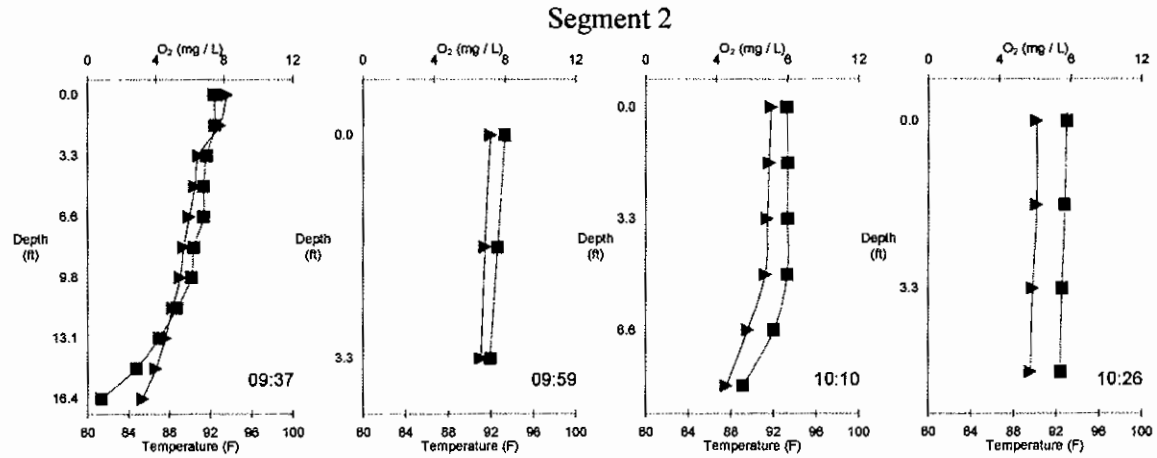 Segment 2
O₂ (mg / L)
0 4 8 12
0.0
3.3
6.6
9.8
13.1
16.4
Depth
(ft)
09:37
80 84 88 92 96 100
Temperature (F)
O₂ (mg / L)
0 4 8 12
0.0
3.3
Depth
(ft)
09:59
80 84 88 92 96 100
Temperature (F)
O₂ (mg / L)
0 4 6 12
0.0
3.3
6.6
Depth
(ft)
10:10
80 84 88 92 96 100
Temperature (F)
O₂ (mg / L)
0 4 6 12
0.0
3.3
Depth
(ft)
10:26
80 84 88 92 96 100
Temperature (F)